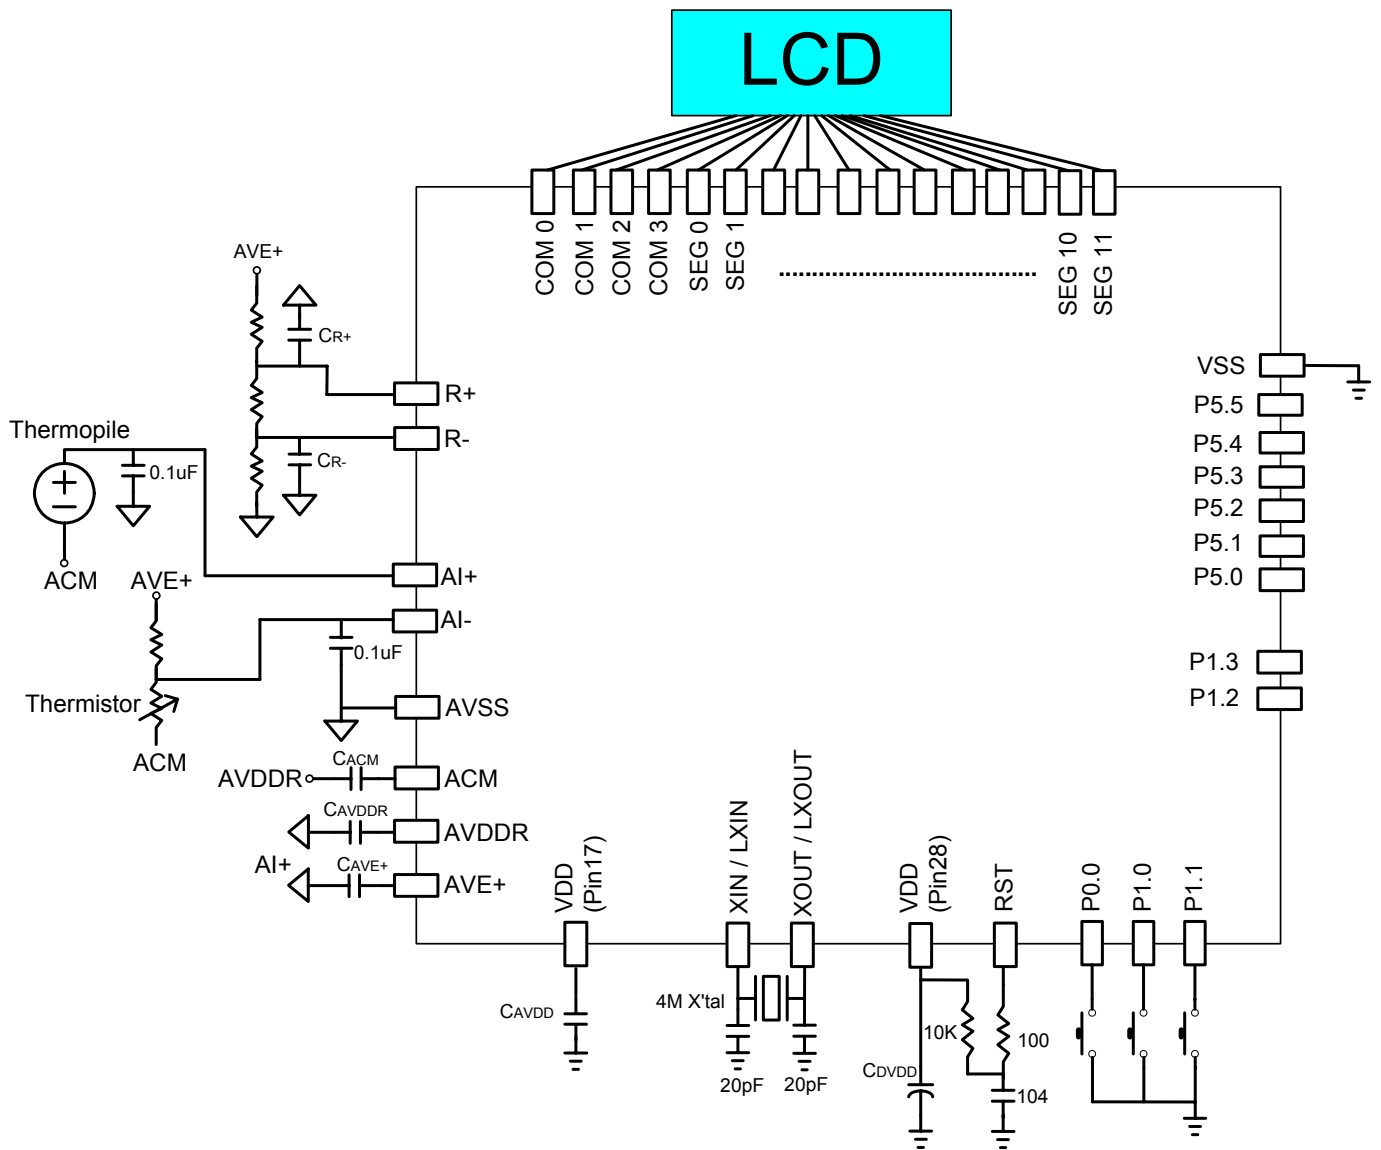 LCD
COM 0
COM 1
COM 2
COM 3
SEG 0
SEG 1
SEG 10
SEG 11
AVE+
CR+
R+
R-
CR-
Thermopile
0.1uF
ACM
AI+
AVE+
AI-
0.1uF
Thermistor
AVSS
ACM
CACM
AVDDR
ACM
CAVDDR
AVDDR
AI+
CAVE+
AVE+
VSS
P5.5
P5.4
P5.3
P5.2
P5.1
P5.0
P1.3
P1.2
VDD
(Pin17)
XIN / LXIN
XOUT / LXOUT
VDD
(Pin28)
RST
P0.0
P1.0
P1.1
CAVDD
4M X'tal
20pF
20pF
10K
100
CDVDD
104